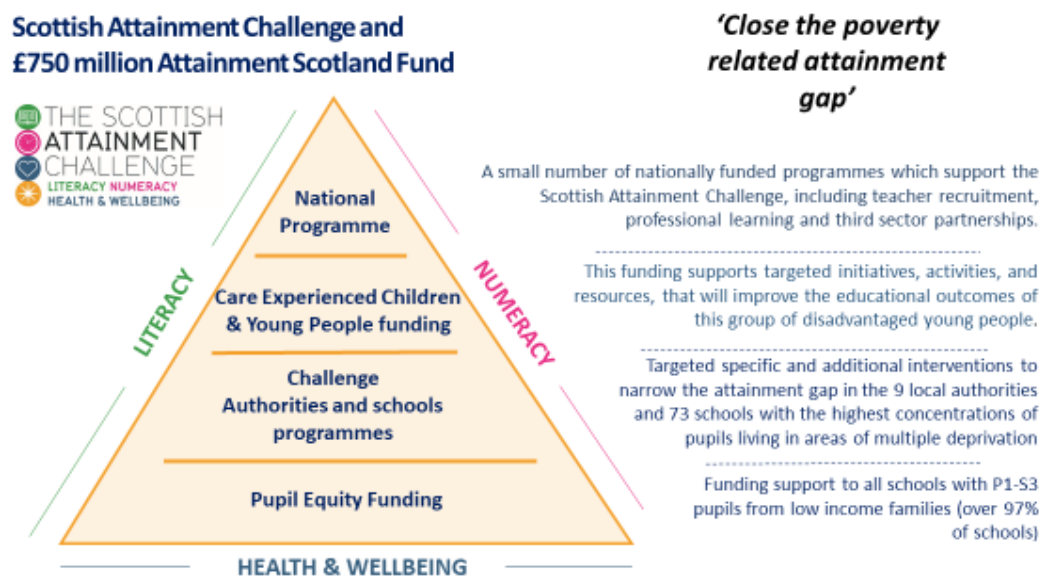 Scottish Attainment Challenge and
£750 million Attainment Scotland Fund
‘Close the poverty
related attainment
gap’
THE SCOTTISH
ATTAINMENT
CHALLENGE
LITERACY NUMERACY
HEALTH & WELLBEING
National
Programme
A small number of nationally funded programmes which support the
Scottish Attainment Challenge, including teacher recruitment,
professional learning and third sector partnerships.
LITERACY
NUMERACY
Care Experienced Children
& Young People funding
This funding supports targeted initiatives, activities, and
resources, that will improve the educational outcomes of
this group of disadvantaged young people.
Challenge
Authorities and schools
programmes
Targeted specific and additional interventions to
narrow the attainment gap in the 9 local authorities
and 73 schools with the highest concentrations of
pupils living in areas of multiple deprivation
Pupil Equity Funding
Funding support to all schools with P1-S3
pupils from low income families (over 97%
of schools)
HEALTH & WELLBEING